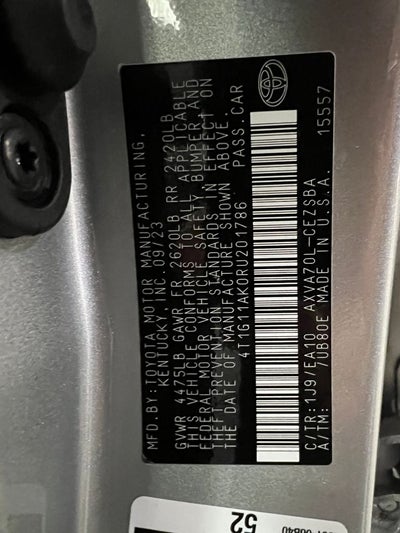 MFD.BY:TOYOTA MOTOR MANUFACTURING,
KENTUCKY, INC.09/23
GVWR 4475LB GAWR FR 2620LB RR 2420LB
THIS VEHICLE CONFORMS TO ALL APPLICABLE
FEDERAL MOTOR VEHICLE SAFETY, BUMPER,AND
THEFT PREVENTION STANDARDS IN EFFECT ON
THE DATE OF MANUFACTURE SHOWN ABOVE.
4T1G11AK0RU201786 PASS.CAR
C/TR:1J9/EA10 AXVA70L-CEZSBA
A/TM: 7UB80E MADE IN U.S.A. 15557
52